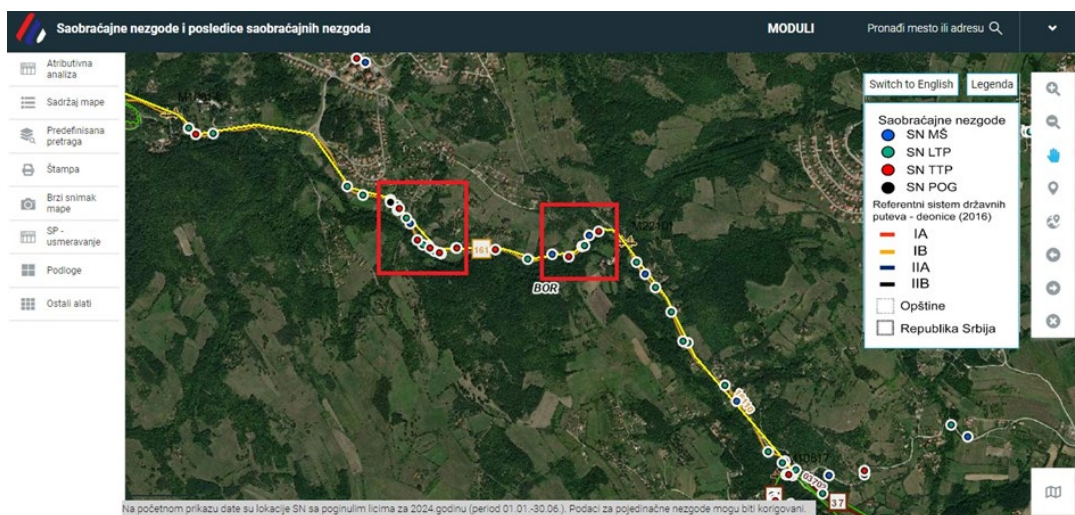 Saobraćajne nezgode i posledice saobraćajnih nezgoda
MODULI
Pronađi mesto ili adresu
Atributivna
analiza
Sadržaj mape
Predefinisana
pretraga
Štampa
Brzi snimak
mape
SP -
usmeravanje
Podloge
Ostali alati
Switch to English
Legenda
Saobraćajne nezgode
SN MŠ
SN LTP
SN TTP
SN POG
Referentni sistem državnih
puteva - deonice (2016)
IA
IB
IIA
IIB
Opštine
Republika Srbija
161
BOR
03702
37
Na početnom prikazu date su lokacije SN sa poginulim licima za 2024.godinu (period 01.01.-30.06.). Podaci za pojedinačne nezgode mogu biti korigovani.